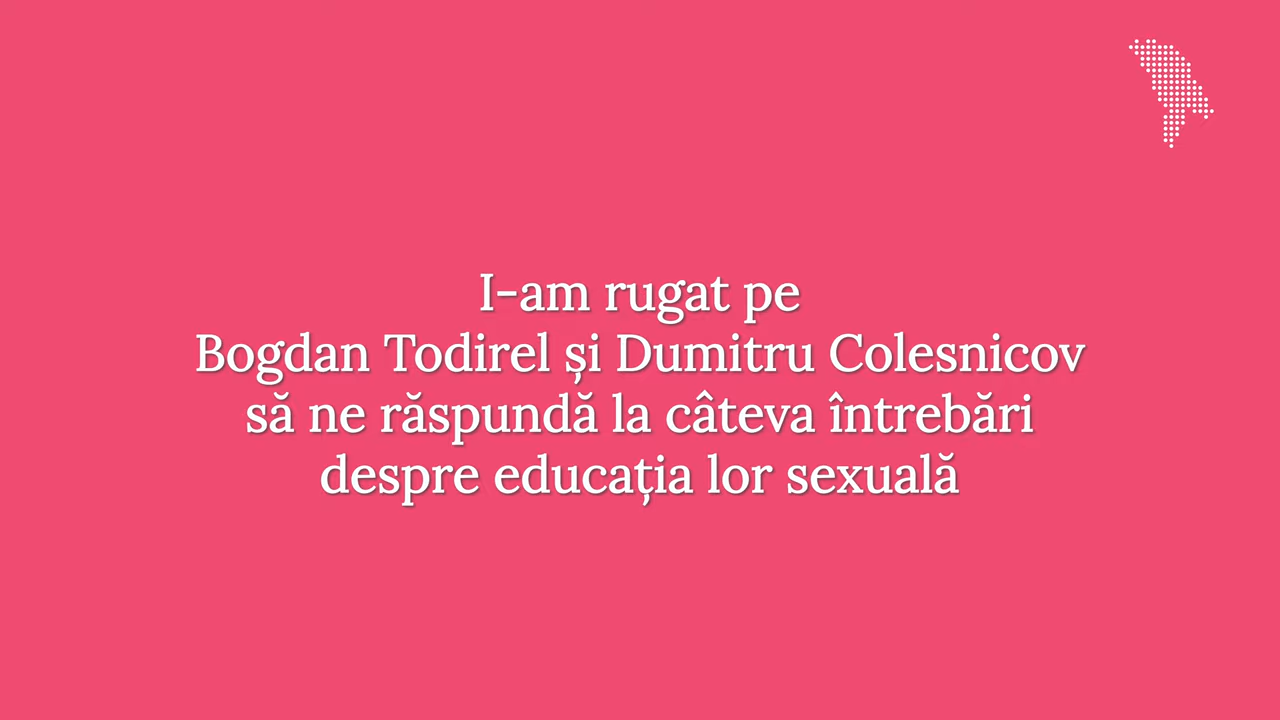 I-am rugat pe
Bogdan Todirel și Dumitru Colesnicov
să ne răspundă la câteva întrebări
despre educația lor sexuală